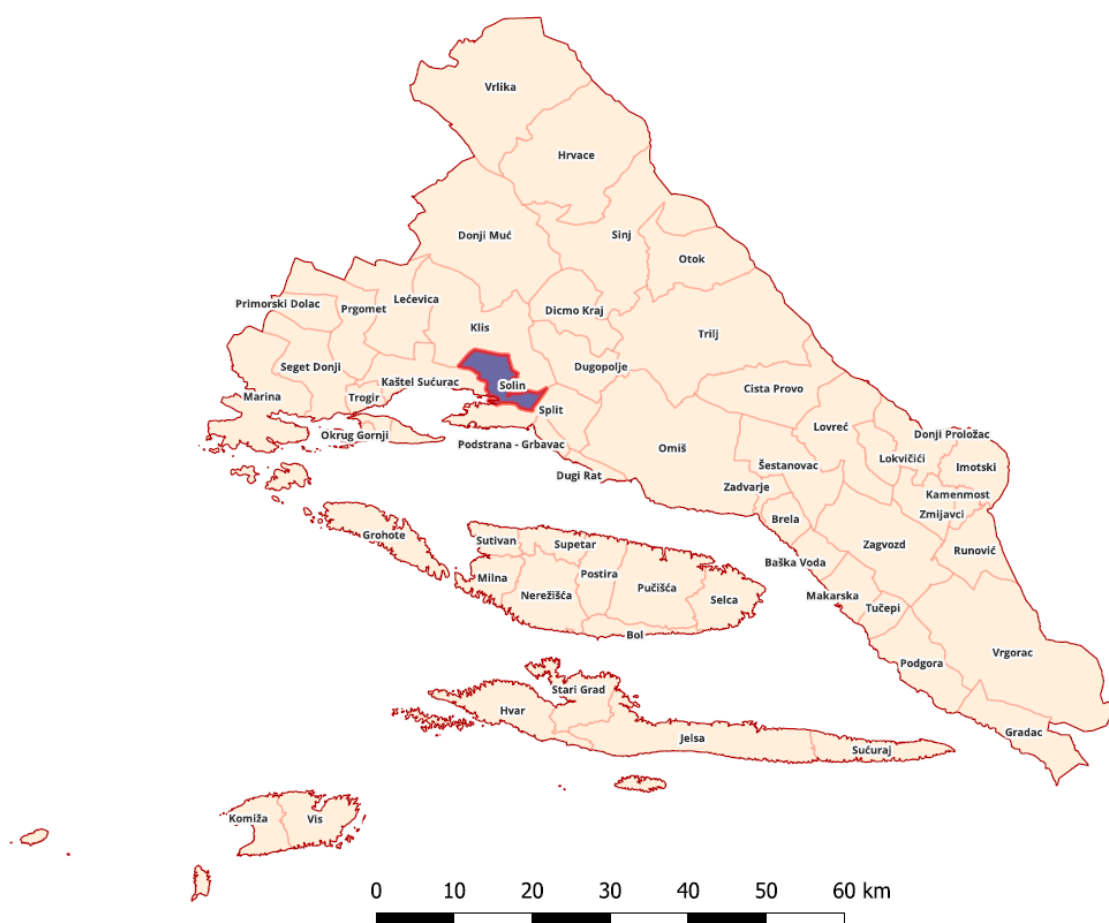 Vrlika
Hrvace
Donji Muć
Sinj
Otok
Primorski Dolac
Prgomet
Lećevica
Dicmo Kraj
Klis
Trilj
Seget Donji
Kaštel Sućurac
Solin
Dugopolje
Marina
Trogir
Split
Cista Provo
Okrug Gornji
Podstrana - Grbavac
Omiš
Lovreć
Donji Proložac
Dugi Rat
Šestanovac
Lokvičići
Imotski
Zadvarje
Kamenmost
Brela
Zmijavci
Grohote
Sutivan
Supetar
Zagvozd
Runović
Baška Voda
Milna
Nerežišća
Postira
Pučišća
Selca
Makarska
Tučepi
Bol
Podgora
Vrgorac
Stari Grad
Hvar
Jelsa
Sućuraj
Gradac
Komiža
Vis
0 10 20 30 40 50 60 km